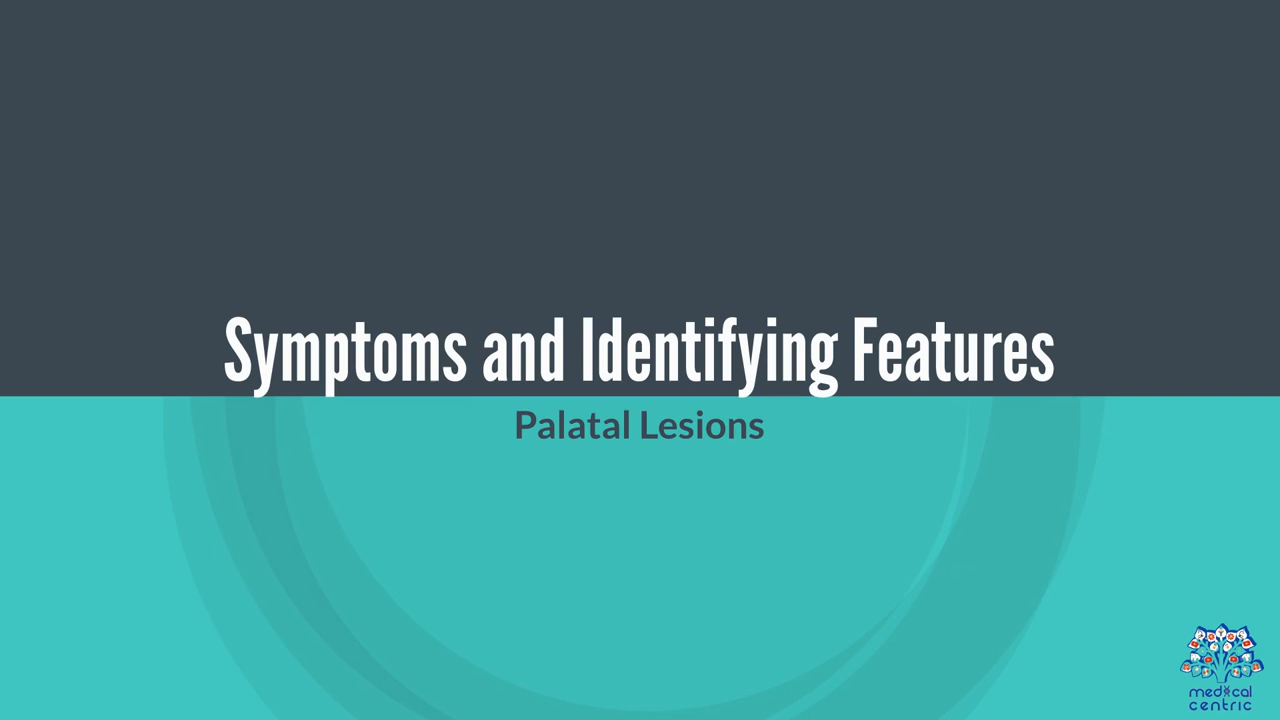 Symptoms and Identifying Features
Palatal Lesions
medical
centric